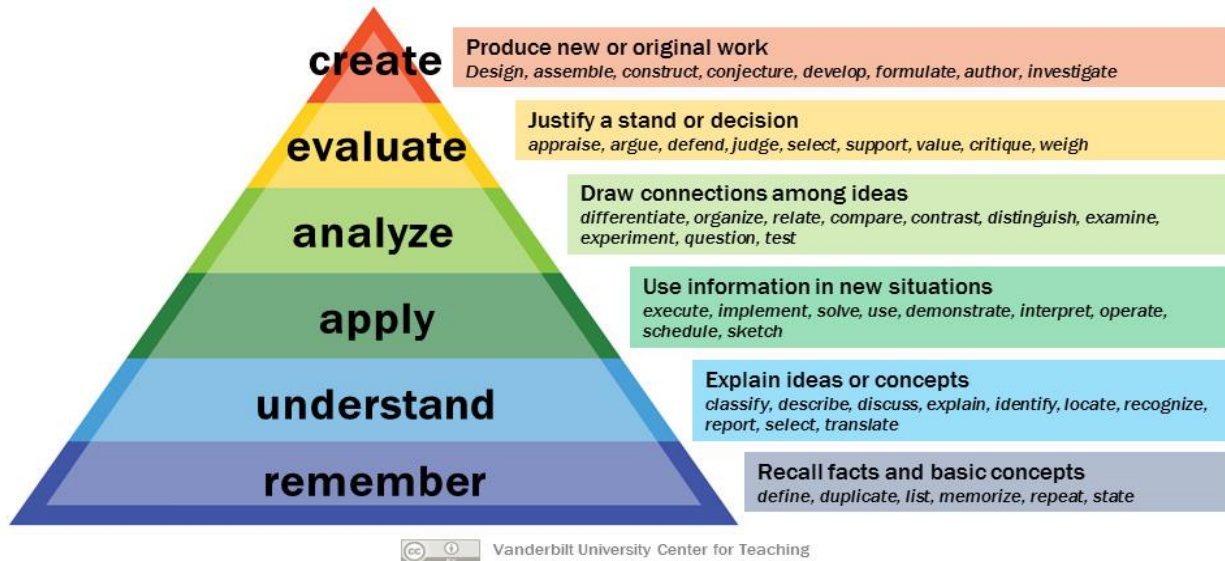 create
Produce new or original work
Design, assemble, construct, conjecture, develop, formulate, author, investigate
evaluate
Justify a stand or decision
appraise, argue, defend, judge, select, support, value, critique, weigh
analyze
Draw connections among ideas
differentiate, organize, relate, compare, contrast, distinguish, examine,
experiment, question, test
apply
Use information in new situations
execute, implement, solve, use, demonstrate, interpret, operate,
schedule, sketch
understand
Explain ideas or concepts
classify, describe, discuss, explain, identify, locate, recognize,
report, select, translate
remember
Recall facts and basic concepts
define, duplicate, list, memorize, repeat, state
cc
Vanderbilt University Center for Teaching